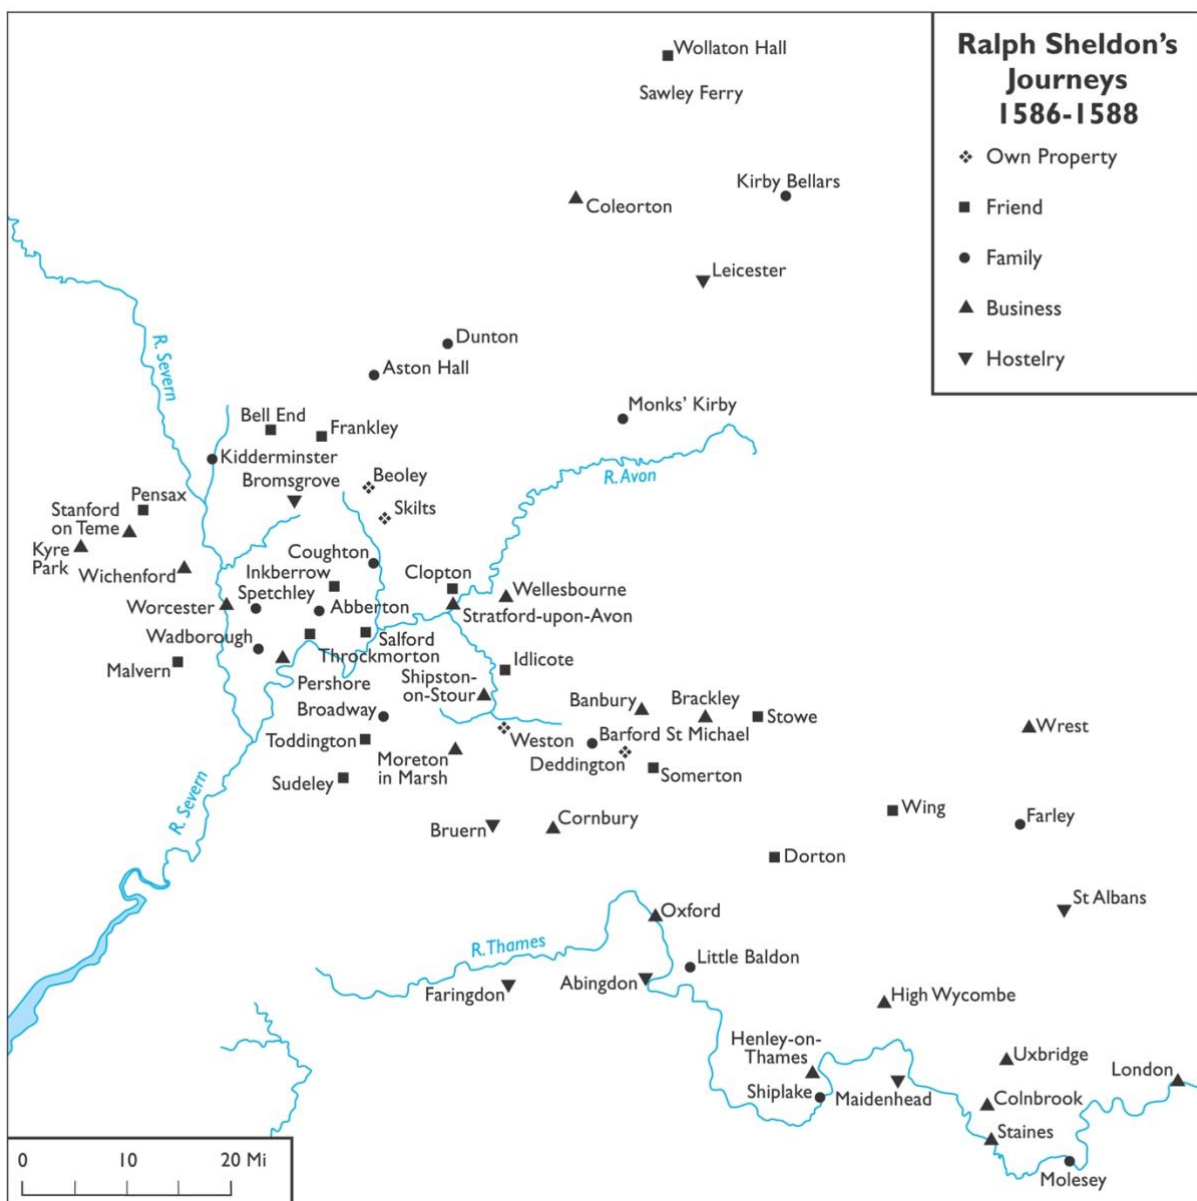 Ralph Sheldon's
Journeys
1586-1588
Own Property
Friend
Family
Business
Hostelry
Wollaton Hall
Sawley Ferry
Kirby Bellars
Coleorton
Leicester
Dunton
Aston Hall
R. Severn
Monks' Kirby
Bell End
Frankley
Kidderminster
Bromsgrove
Beoley
R. Avon
Skilts
Pensax
Stanford
on Teme
Kyre
Park
Wichenford
Coughton
Inkberrow
Clopton
Wellesbourne
Spetchley
Worcester
Abberton
Stratford-upon-Avon
Wadborough
Salford
Throckmorton
Malvern
Idlicote
Pershore
Shipston-
on-Stour
Banbury
Brackley
Broadway
Stowe
Wrest
Toddington
Weston
Barford St Michael
Moreton
in Marsh
Deddington
Somerton
Sudeley
R. Severn
Bruern
Cornbury
Wing
Farley
Dorton
St Albans
Oxford
R. Thames
Little Baldon
Faringdon
Abingdon
High Wycombe
Henley-on-
Thames
Uxbridge
London
Shiplake
Maidenhead
Colnbrook
Staines
Molesey
0 10 20 Mi